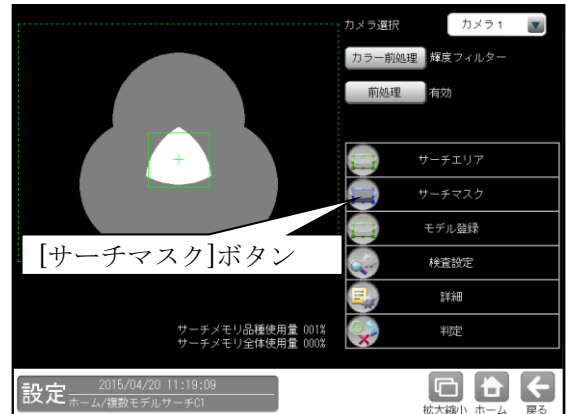 カメラ選択
カメラ1
カラー前処理
輝度フィルター
前処理
有効
サーチエリア
サーチマスク
モデル登録
[サーチマスク]ボタン
検査設定
詳細
判定
サーチメモリ品種使用量 001%
サーチメモリ全体使用量 000%
設定
2015/04/20 11:19:09
ホーム/複数モデルサーチC1
拡大縮小
ホーム
戻る